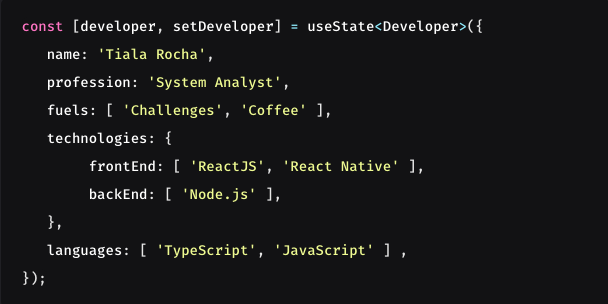 const [developer, setDeveloper] = useState<Developer>({
name: 'Tiala Rocha',
profession: 'System Analyst',
fuels: [ 'Challenges', 'Coffee' ],
technologies: {
frontEnd: [ 'ReactJS', 'React Native' ],
backEnd: [ 'Node.js' ],
},
languages: [ 'TypeScript', 'JavaScript' ] ,
});